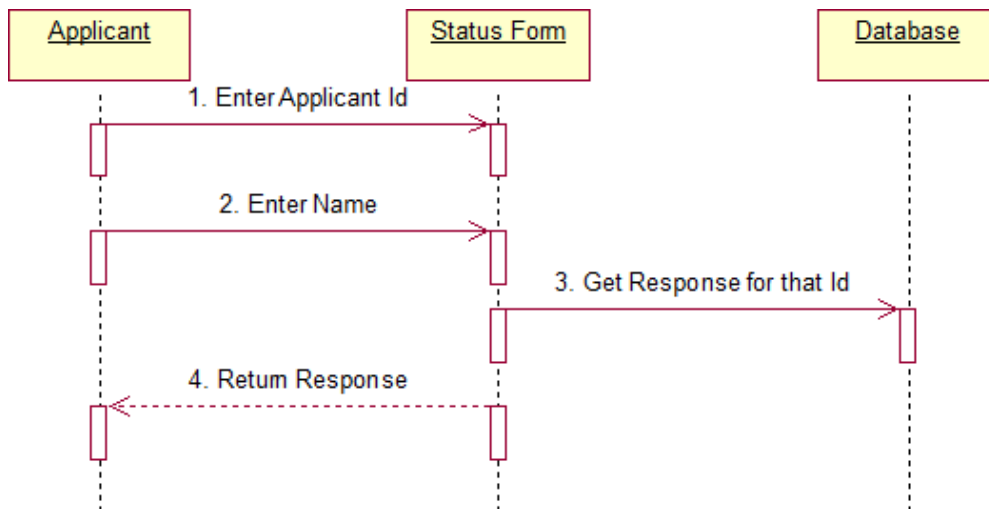 Applicant
Status Form
Database
1. Enter Applicant Id
2. Enter Name
3. Get Response for that Id
4. Return Response